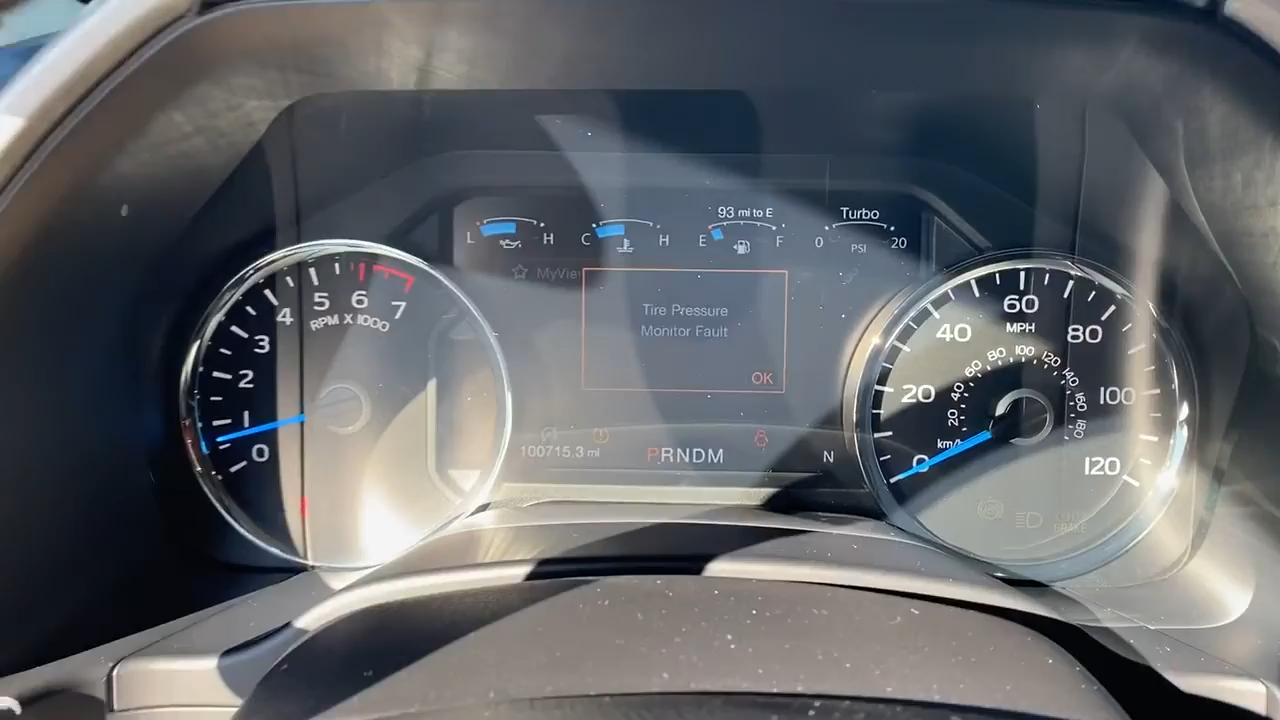 93 mi to E
Turbo
L H C H E F 0 PSI 20
MyView
Tire Pressure
Monitor Fault
OK
100715.3 mi
PRNDM
N
0 1 2 3 4 5 6 7
RPM X 1000
0 20 40 60 80 100 120
MPH
20 40 60 80 100 120 140 160 180
km/h
BRAKE